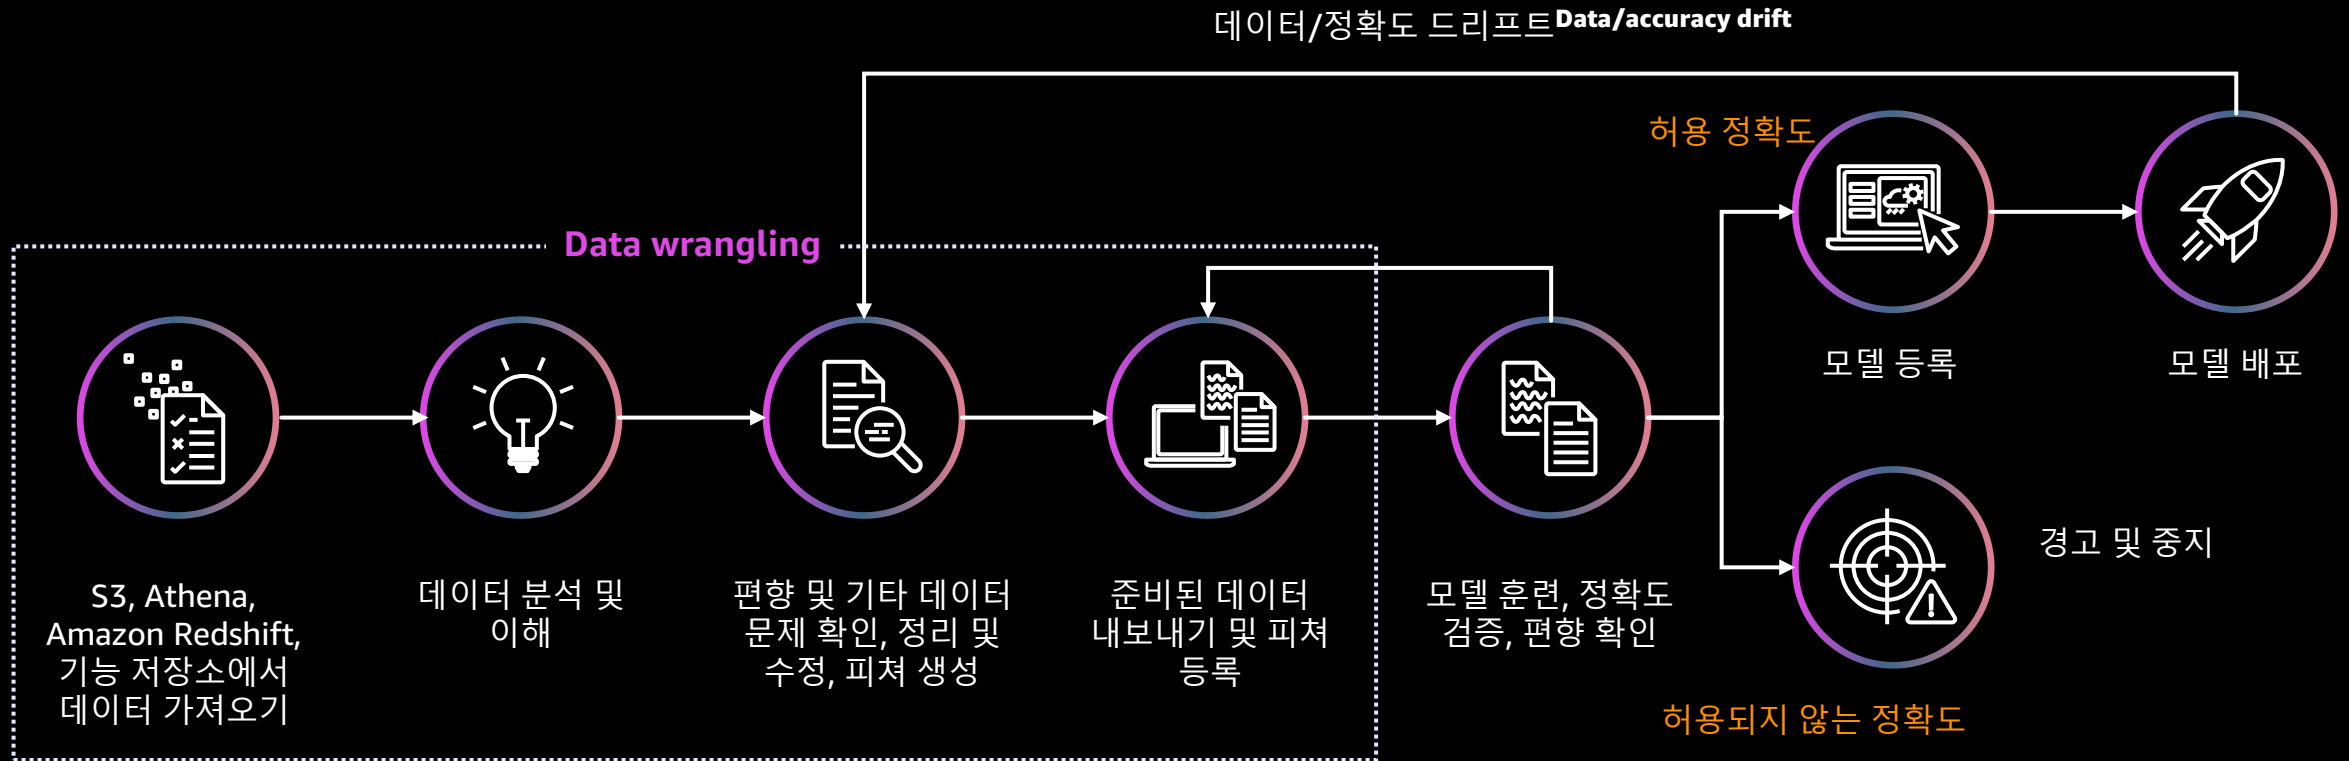 데이터/정확도 드리프트Data/accuracy drift
허용 정확도
Data wrangling
모델 등록
모델 배포
S3, Athena,
Amazon Redshift,
기능 저장소에서
데이터 가져오기
데이터 분석 및
이해
편향 및 기타 데이터
문제 확인, 정리 및
수정, 피쳐 생성
준비된 데이터
내보내기 및 피쳐
등록
모델 훈련, 정확도
검증, 편향 확인
경고 및 중지
허용되지 않는 정확도